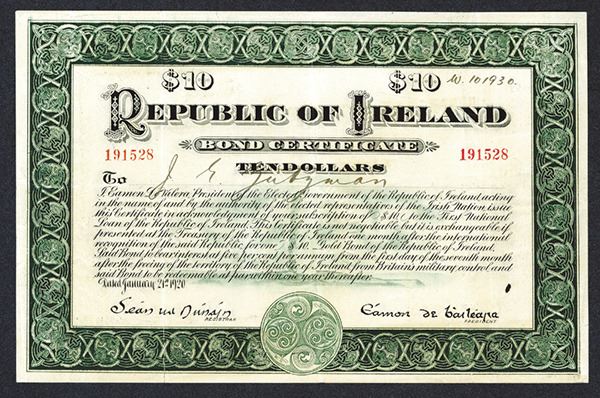 $10 $10 W. 101930.
REPUBLIC OF IRELAND
BOND CERTIFICATE
191528 TEN DOLLARS 191528
To J. E.
I Eamon De Valera President of the Elected Government of the Republic of Ireland, acting
in the name of and by the authority of the elected representatives of the Irish Nation, issue
this Certificate in acknowledgment of your subscription of $10 to the First National
Loan of the Republic of Ireland. This Certificate is not negotiable but it is exchangeable if
presented at the Treasury of the Republic of Ireland one month after the international
recognition of the said Republic for one $10 Gold Bond of the Republic of Ireland.
Said Bond to bear interest at five per cent per annum from the first day of the seventh month
after the freeing of the territory of the Republic of Ireland from Britain's military control and
said Bond to be redeemable at par within one year thereafter.
Dated January 21st 1920
Seán
REGISTRAR
Éamon de
PRESIDENT